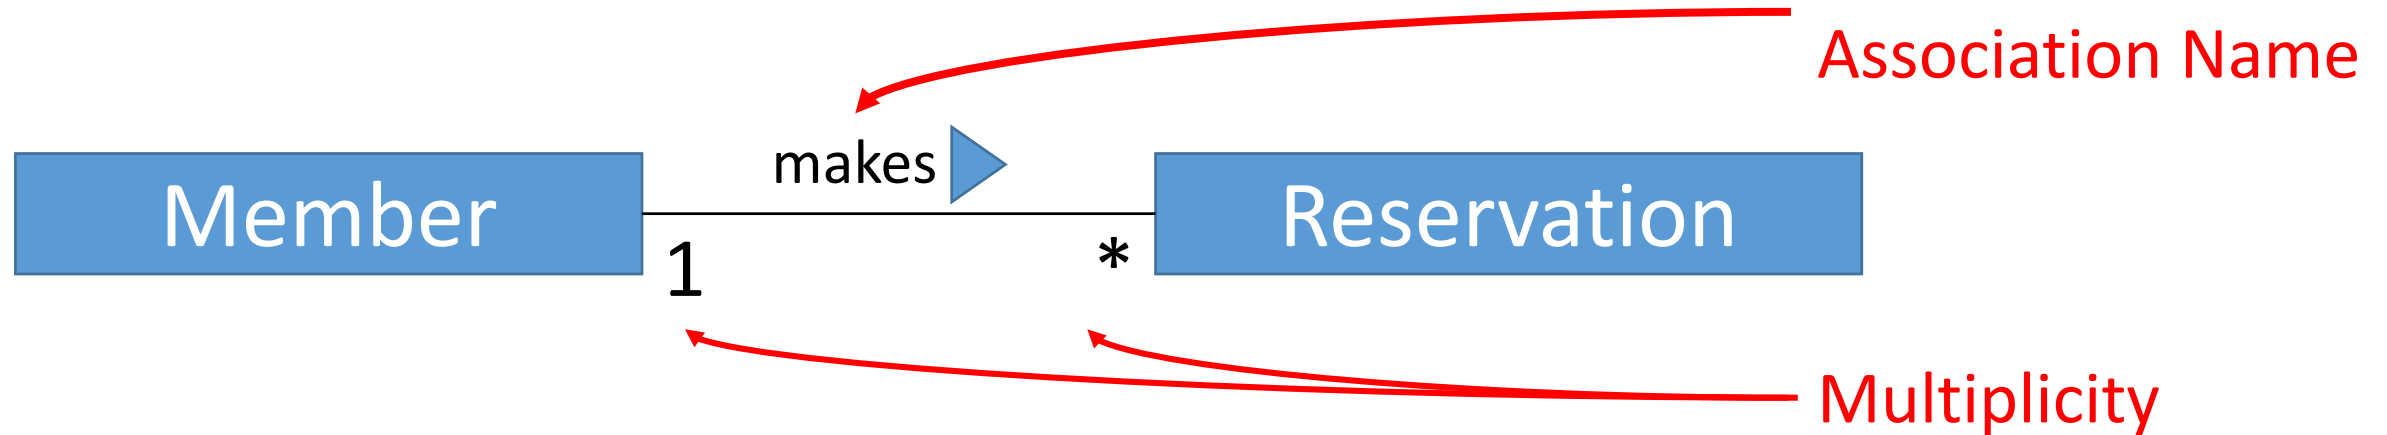 Association Name
makes
Member
Reservation
1
*
Multiplicity